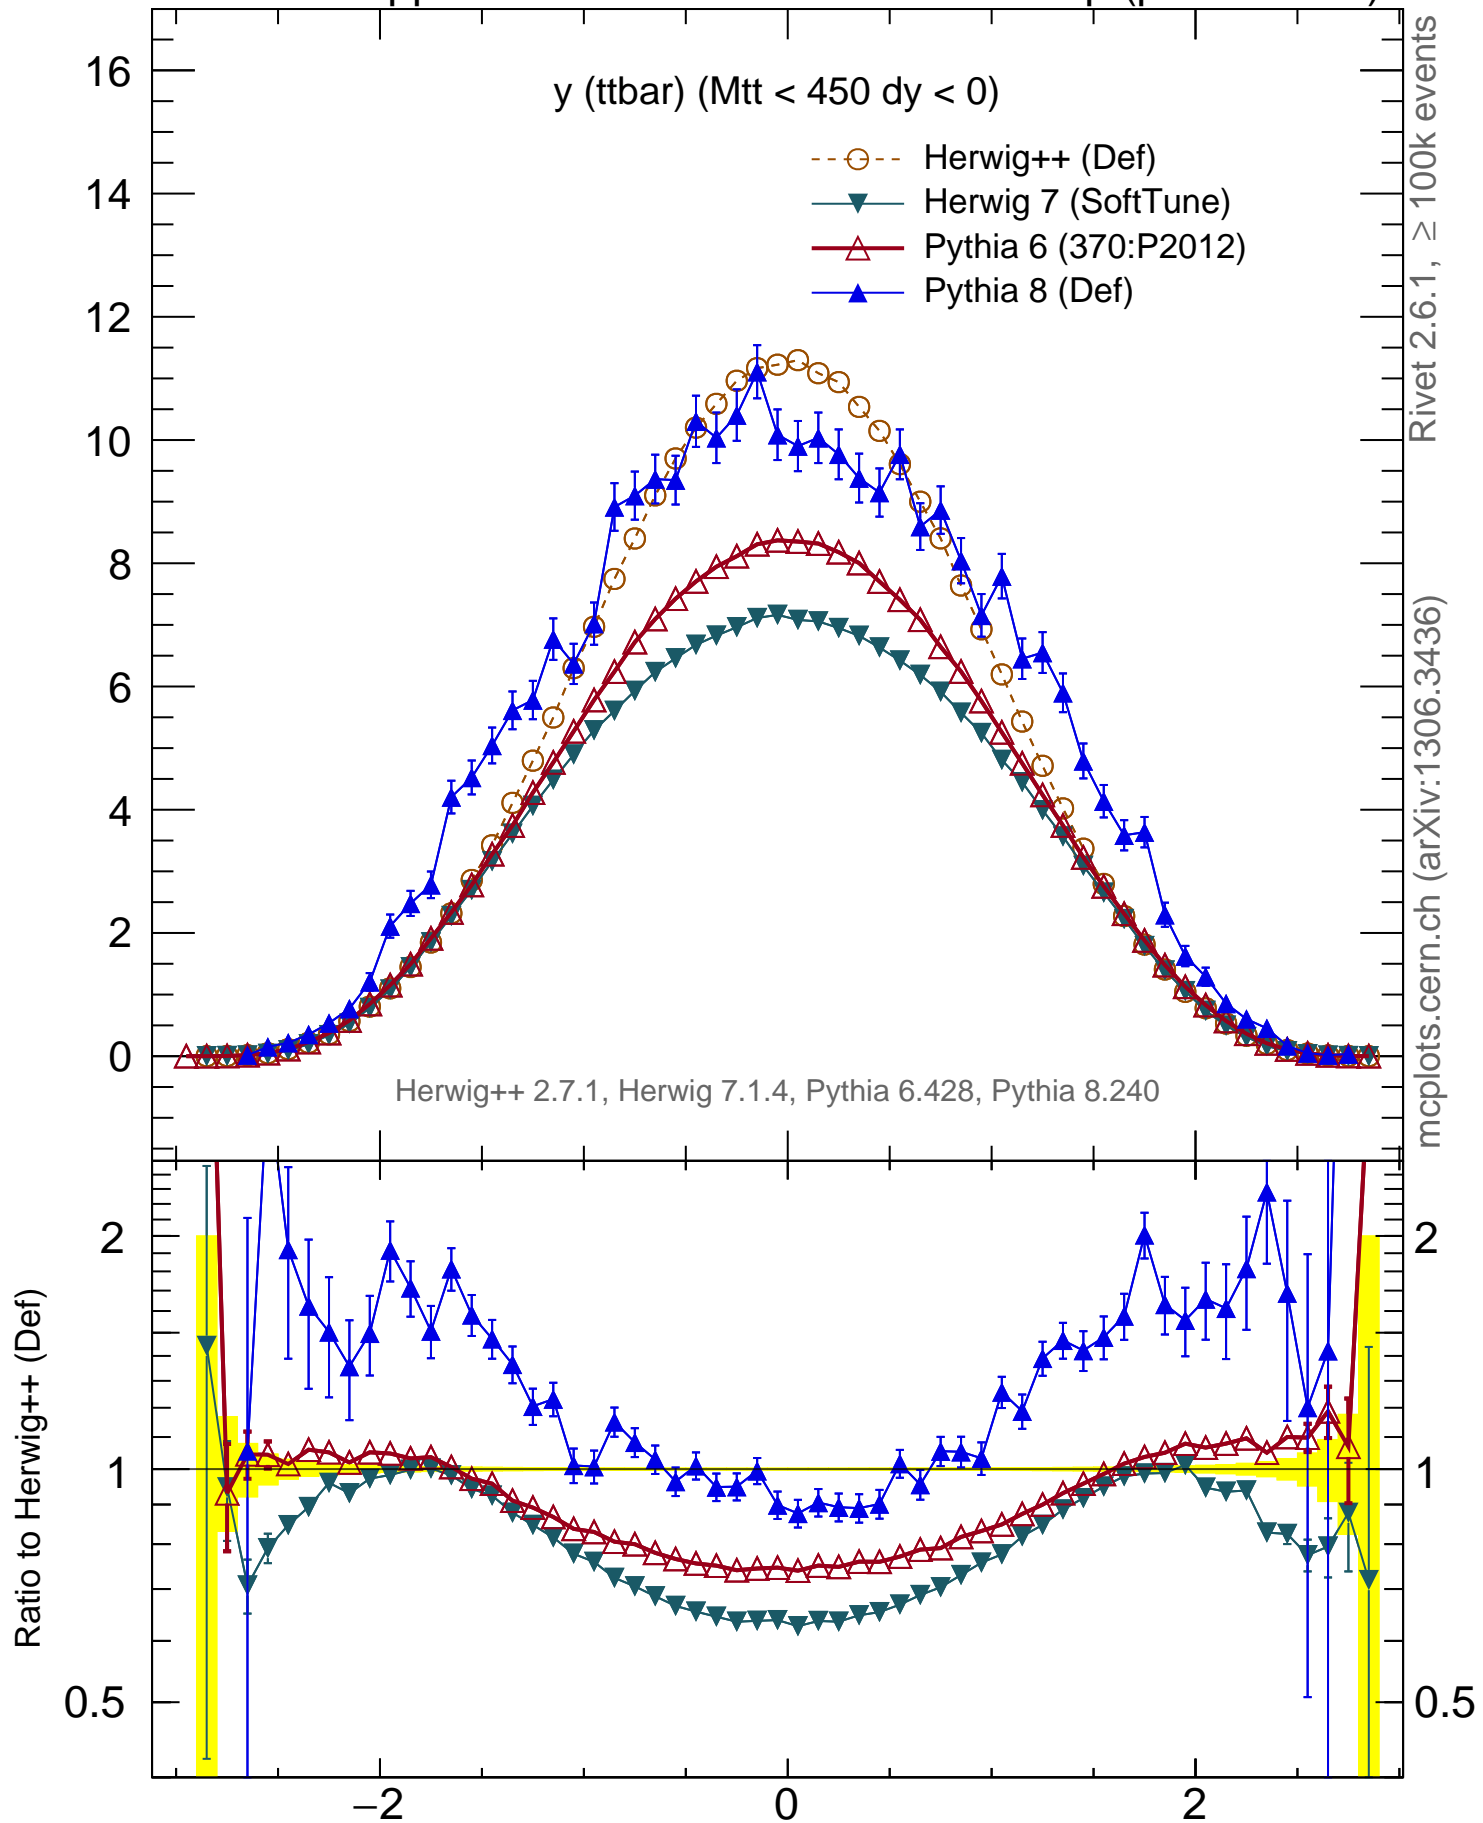 y (ttbar) (Mtt < 450 dy < 0)
Herwig++ (Def)
Herwig 7 (SoftTune)
Pythia 6 (370:P2012)
Pythia 8 (Def)
16
14
12
10
8
6
4
2
0
Herwig++ 2.7.1, Herwig 7.1.4, Pythia 6.428, Pythia 8.240
Rivet 2.6.1, ≥ 100k events
mcplots.cern.ch (arXiv:1306.3436)
Ratio to Herwig++ (Def)
2
1
0.5
2
1
0.5
−2
0
2